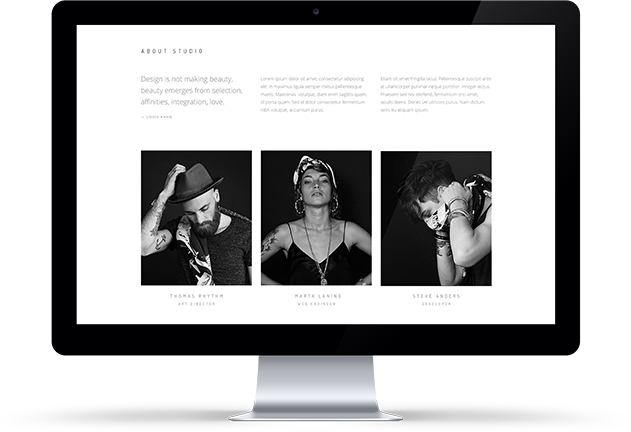 ABOUT STUDIO
Design is not making beauty,
beauty emerges from selection,
affinities, integration, love.
— LOUIS KAHN
Lorem ipsum dolor sit amet, consectetur adipiscing
elit. In maximus ligula semper metus pellentesque
mattis. Maecenas volutpat, diam enim sagittis quam,
id porta quam. Sed id dolor consectetur fermentum
nibh volutpat, accumsan purus.
Etiam sit amet fringilla lacus. Pellentesque suscipit ante
at ullamcorper pulvinar neque porttitor. Integer lectus.
Praesent sed nisi eleifend, fermentum orci amet,
iaculis libero. Donec vel ultricies purus. Nam dictum
sem, eu aliquam ipsum.
THOMAS RHYTHM
ART DIRECTOR
MARTA LANING
WEB ENGINEER
STEVE ANDERS
DEVELOPER